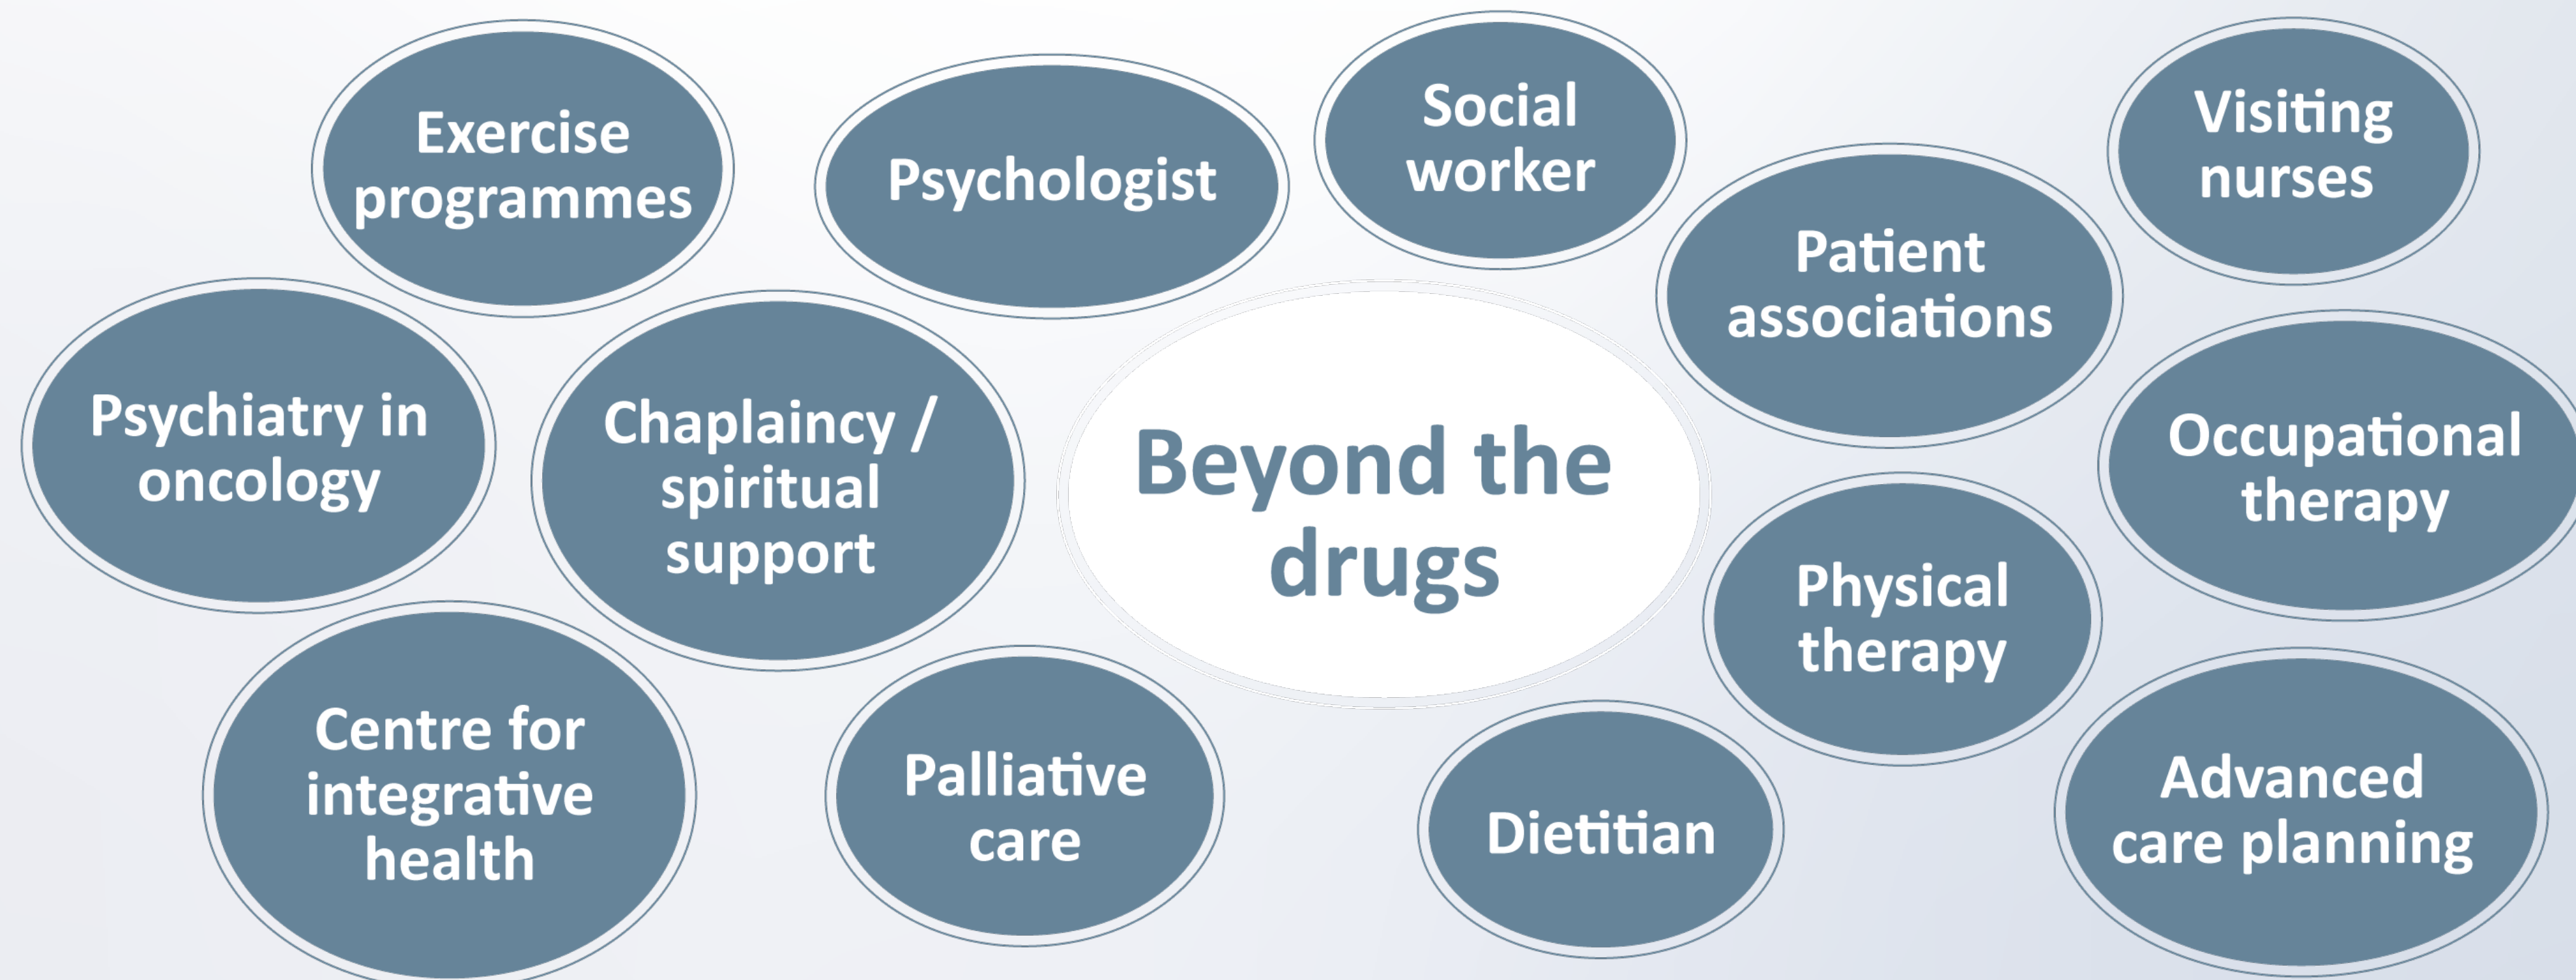 Exercise
programmes
Psychologist
Social
worker
Visiting
nurses
Patient
associations
Psychiatry in
oncology
Chaplaincy /
spiritual
support
Beyond the
drugs
Occupational
therapy
Physical
therapy
Centre for
integrative
health
Palliative
care
Dietitian
Advanced
care planning